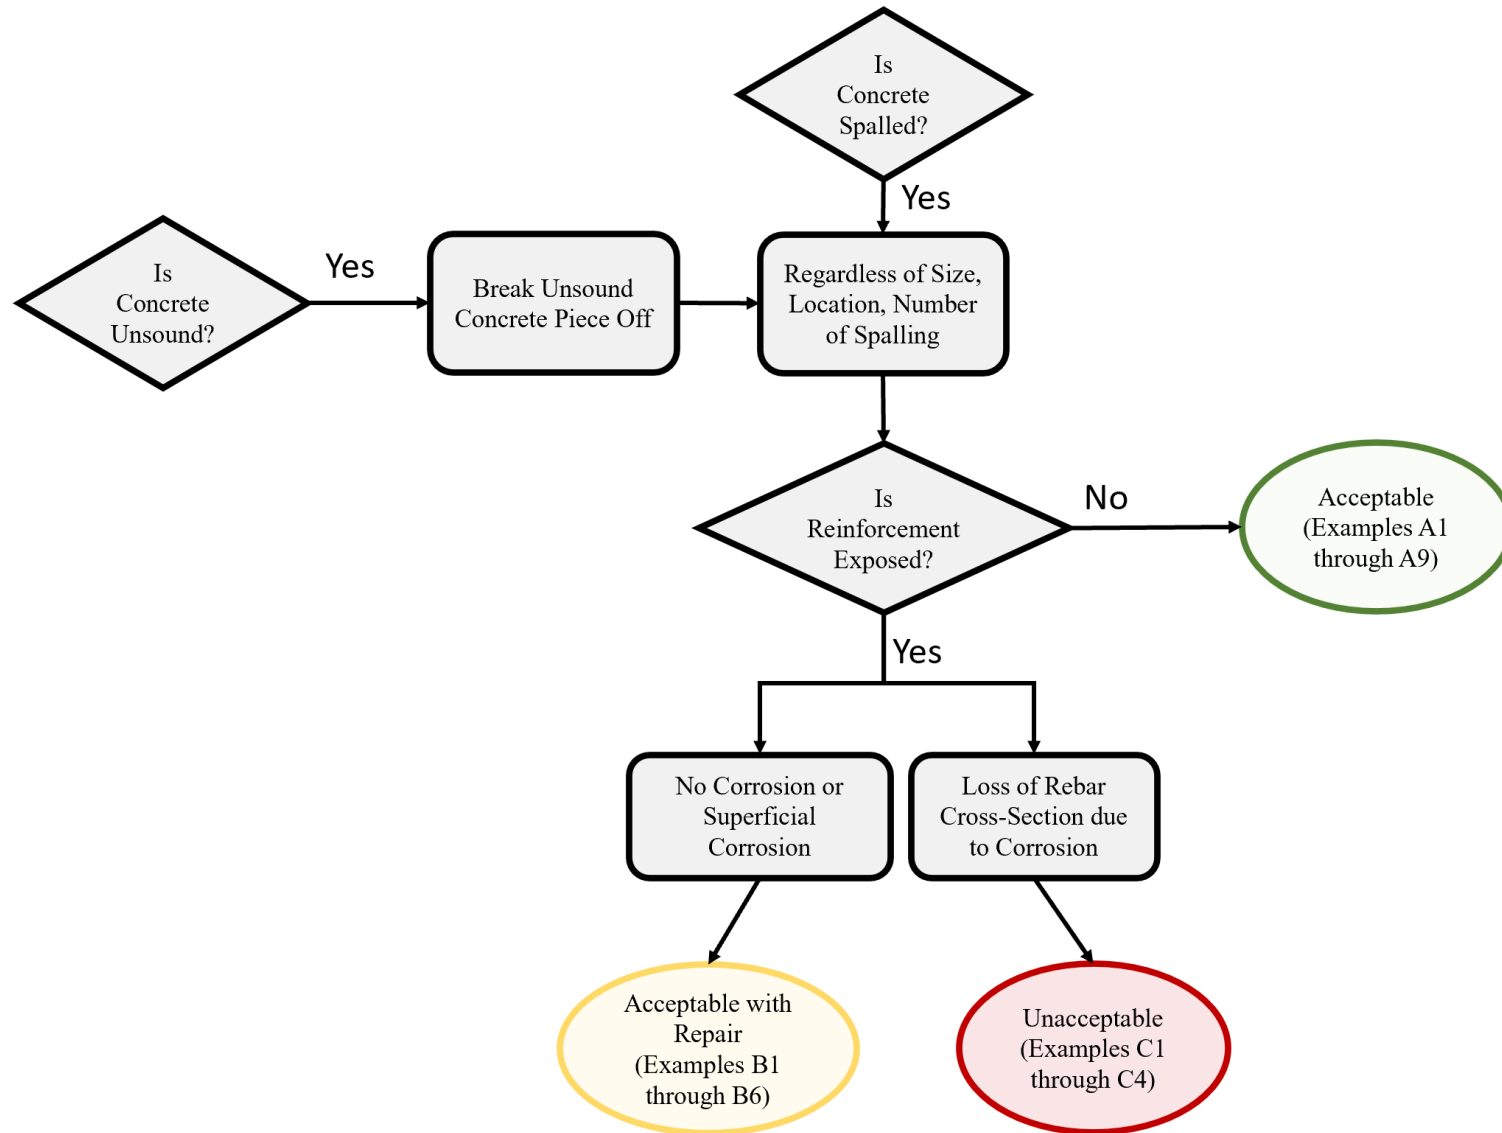 Is
Concrete
Spalled?
Yes
Is
Concrete
Unsound?
Yes
Break Unsound
Concrete Piece Off
Regardless of Size,
Location, Number
of Spalling
Is
Reinforcement
Exposed?
No
Acceptable
(Examples A1
through A9)
Yes
No Corrosion or
Superficial
Corrosion
Loss of Rebar
Cross-Section due
to Corrosion
Acceptable with
Repair
(Examples B1
through B6)
Unacceptable
(Examples C1
through C4)